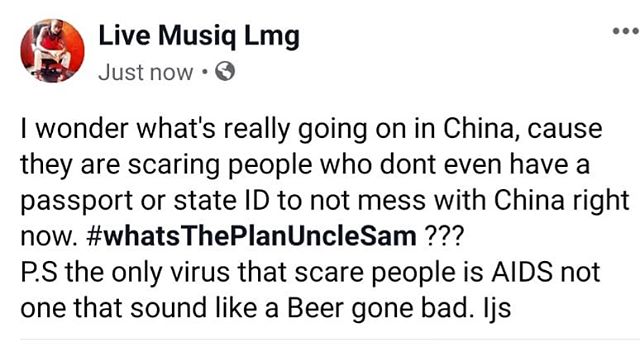 Live Musiq Lmg
Just now •
I wonder what's really going on in China, cause
they are scaring people who dont even have a
passport or state ID to not mess with China right
now. #whatsThePlanUncleSam ???
P.S the only virus that scare people is AIDS not
one that sound like a Beer gone bad. Ijs